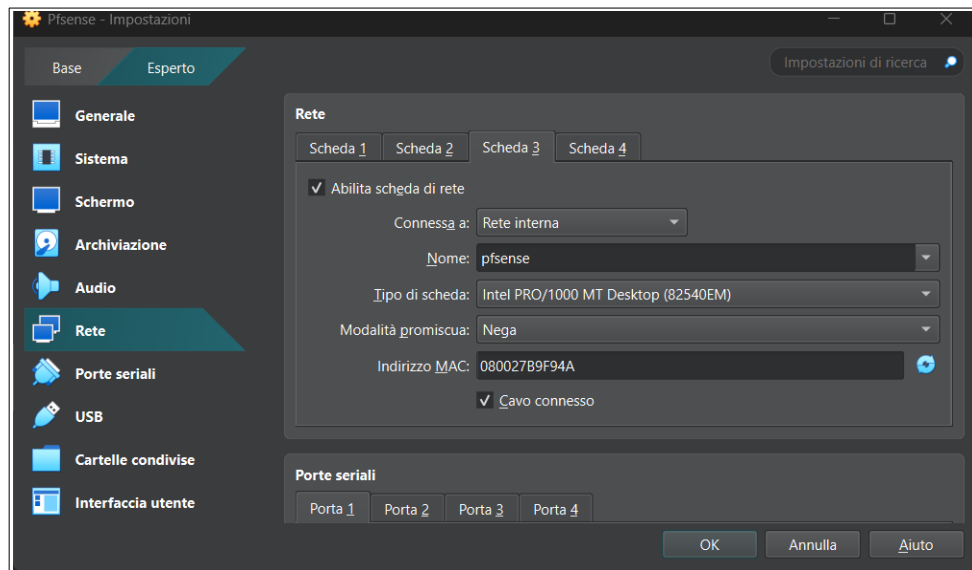 Pfsense - Impostazioni
Base Esperto
Impostazioni di ricerca
Generale
Sistema
Schermo
Archiviazione
Audio
Rete
Porte seriali
USB
Cartelle condivise
Interfaccia utente
Rete
Scheda 1 Scheda 2 Scheda 3 Scheda 4
Abilita scheda di rete
Connessa a: Rete interna
Nome: pfsense
Tipo di scheda: Intel PRO/1000 MT Desktop (82540EM)
Modalità promiscua: Nega
Indirizzo MAC: 080027B9F94A
Cavo connesso
Porte seriali
Porta 1 Porta 2 Porta 3 Porta 4
OK Annulla Aiuto